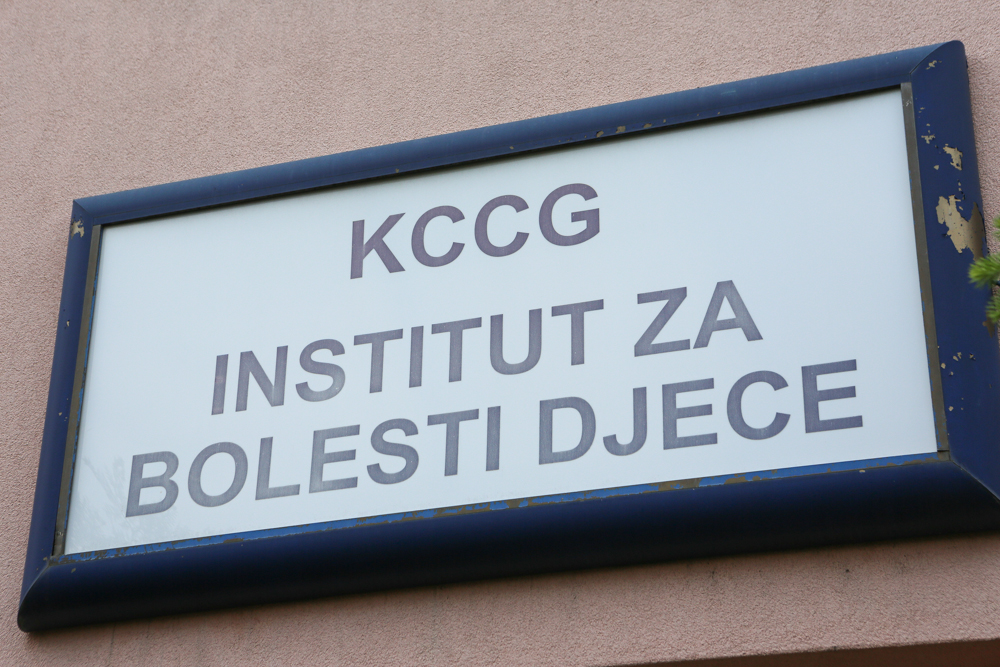 KCCG
INSTITUT ZA
BOLESTI DJECE